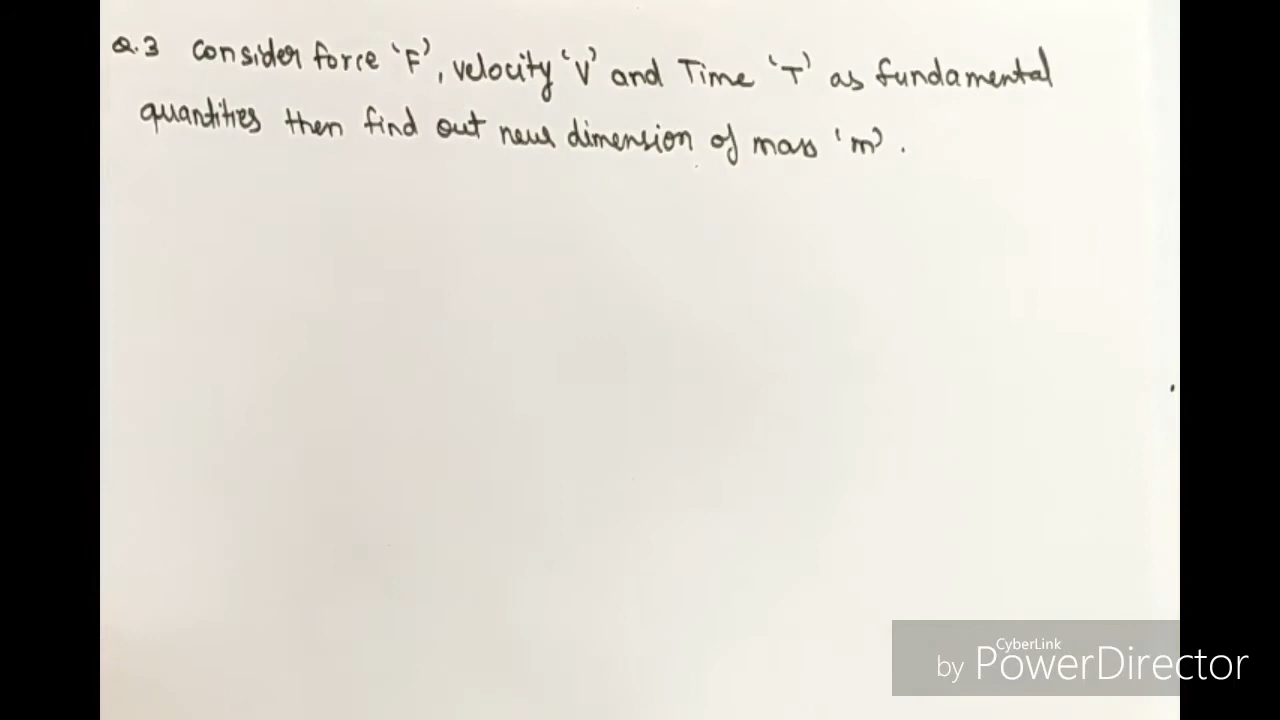 Q.3 Consider force 'F', velocity 'V' and Time 'T' as fundamental
quantities then find out new dimension of mass 'm'.
CyberLink
by PowerDirector